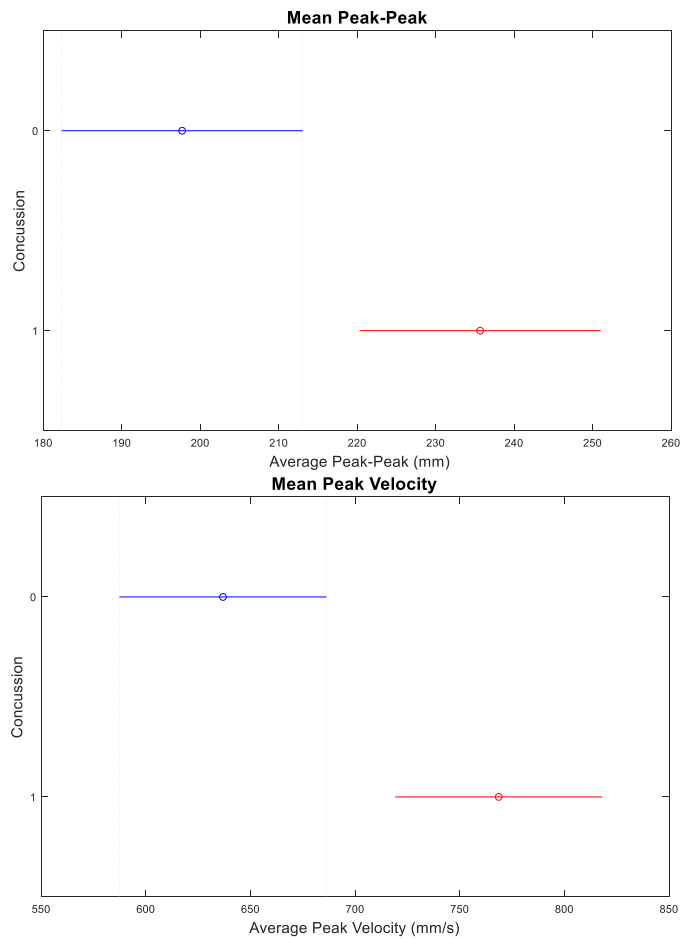 Mean Peak-Peak
0
Concussion
1
180 190 200 210 220 230 240 250 260
Average Peak-Peak (mm)
Mean Peak Velocity
0
Concussion
1
550 600 650 700 750 800 850
Average Peak Velocity (mm/s)